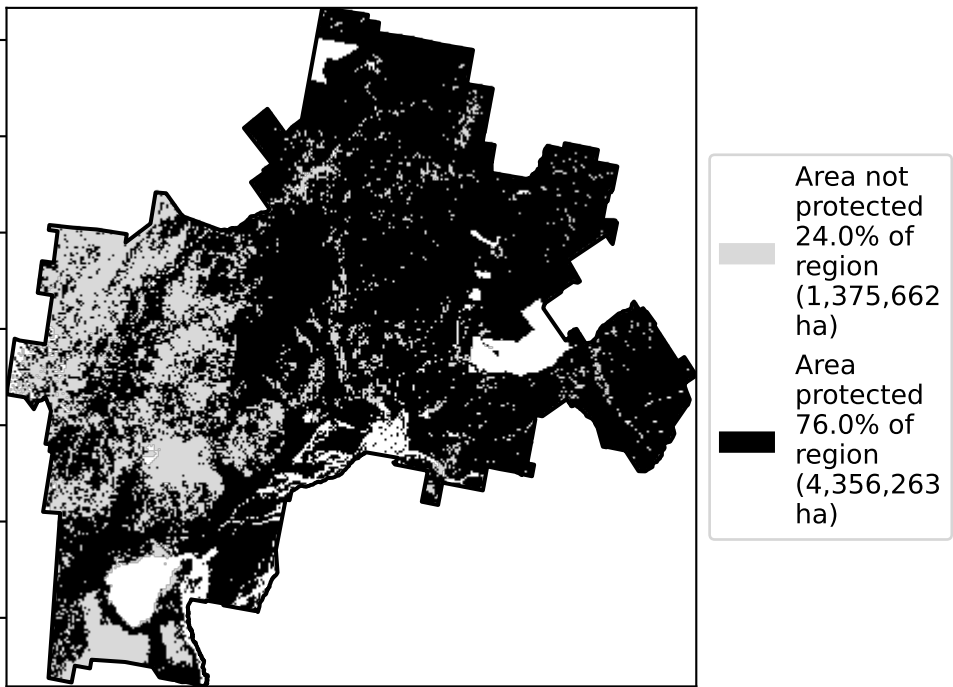 Area not
protected
24.0% of
region
(1,375,662
ha)
Area
protected
76.0% of
region
(4,356,263
ha)